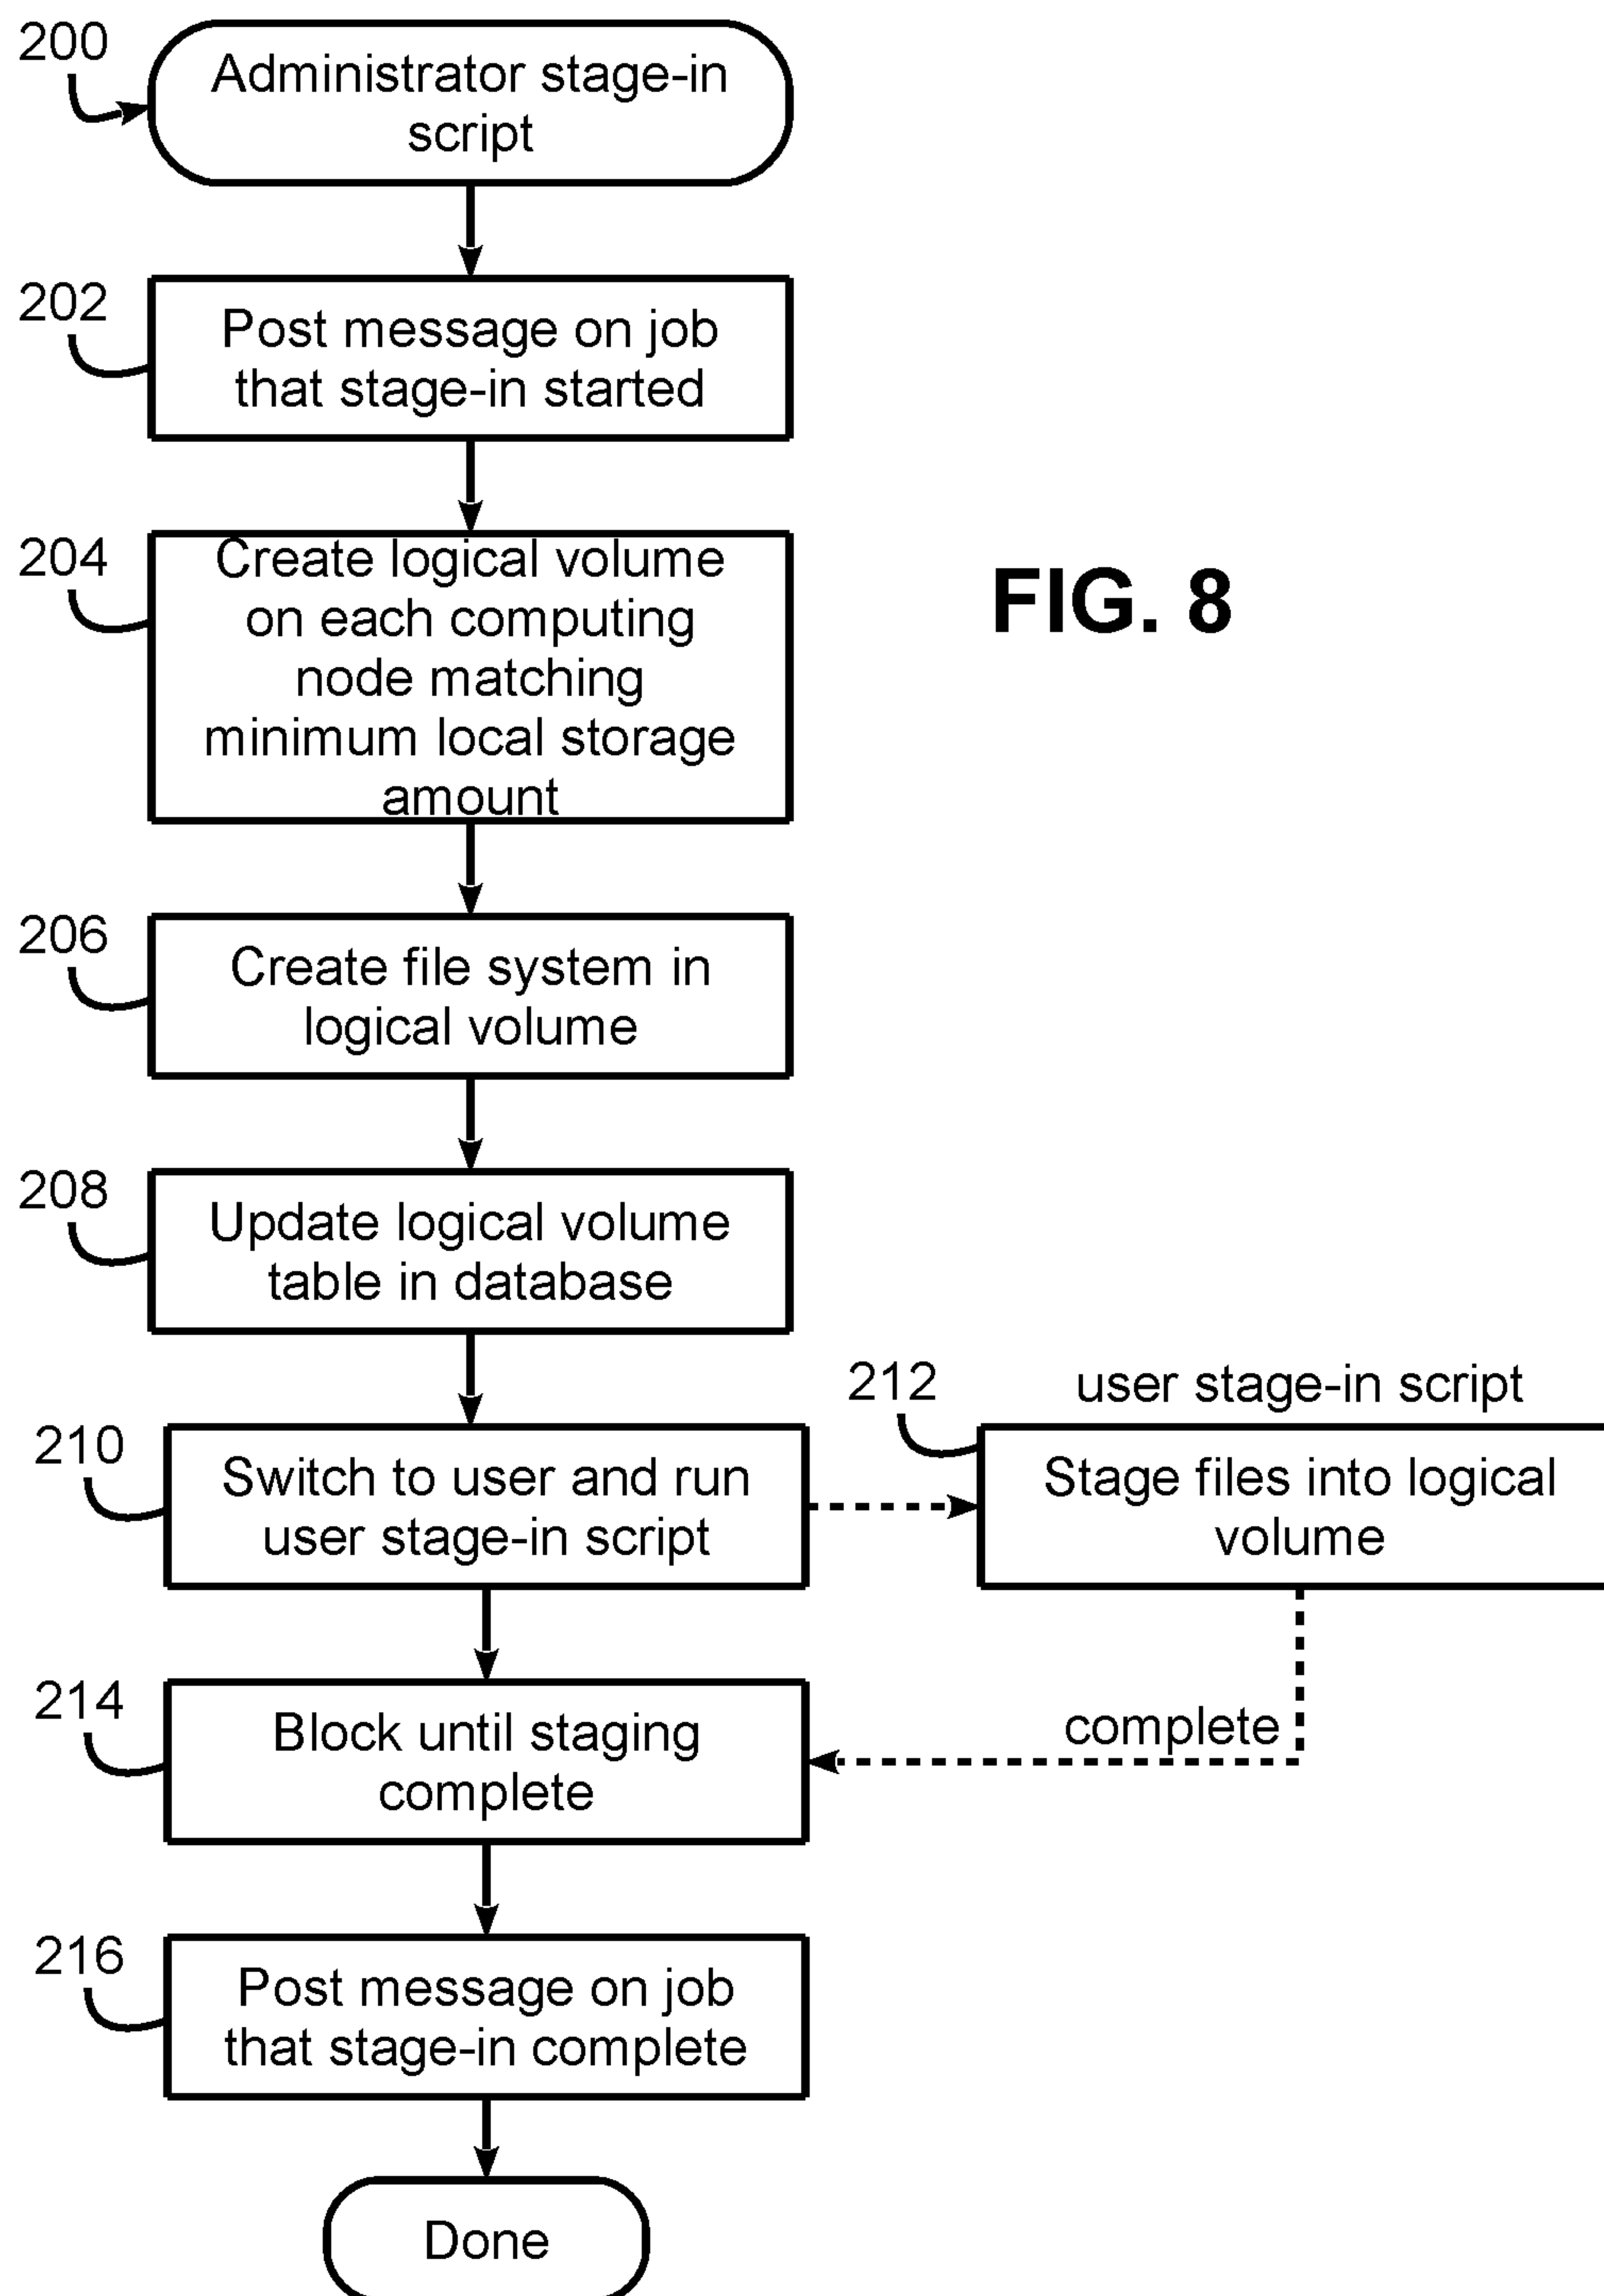 200
Administrator stage-in
script
202
Post message on job
that stage-in started
204
Create logical volume
on each computing
node matching
minimum local storage
amount
FIG. 8
206
Create file system in
logical volume
208
Update logical volume
table in database
210
Switch to user and run
user stage-in script
212
user stage-in script
Stage files into logical
volume
214
Block until staging
complete
complete
216
Post message on job
that stage-in complete
Done